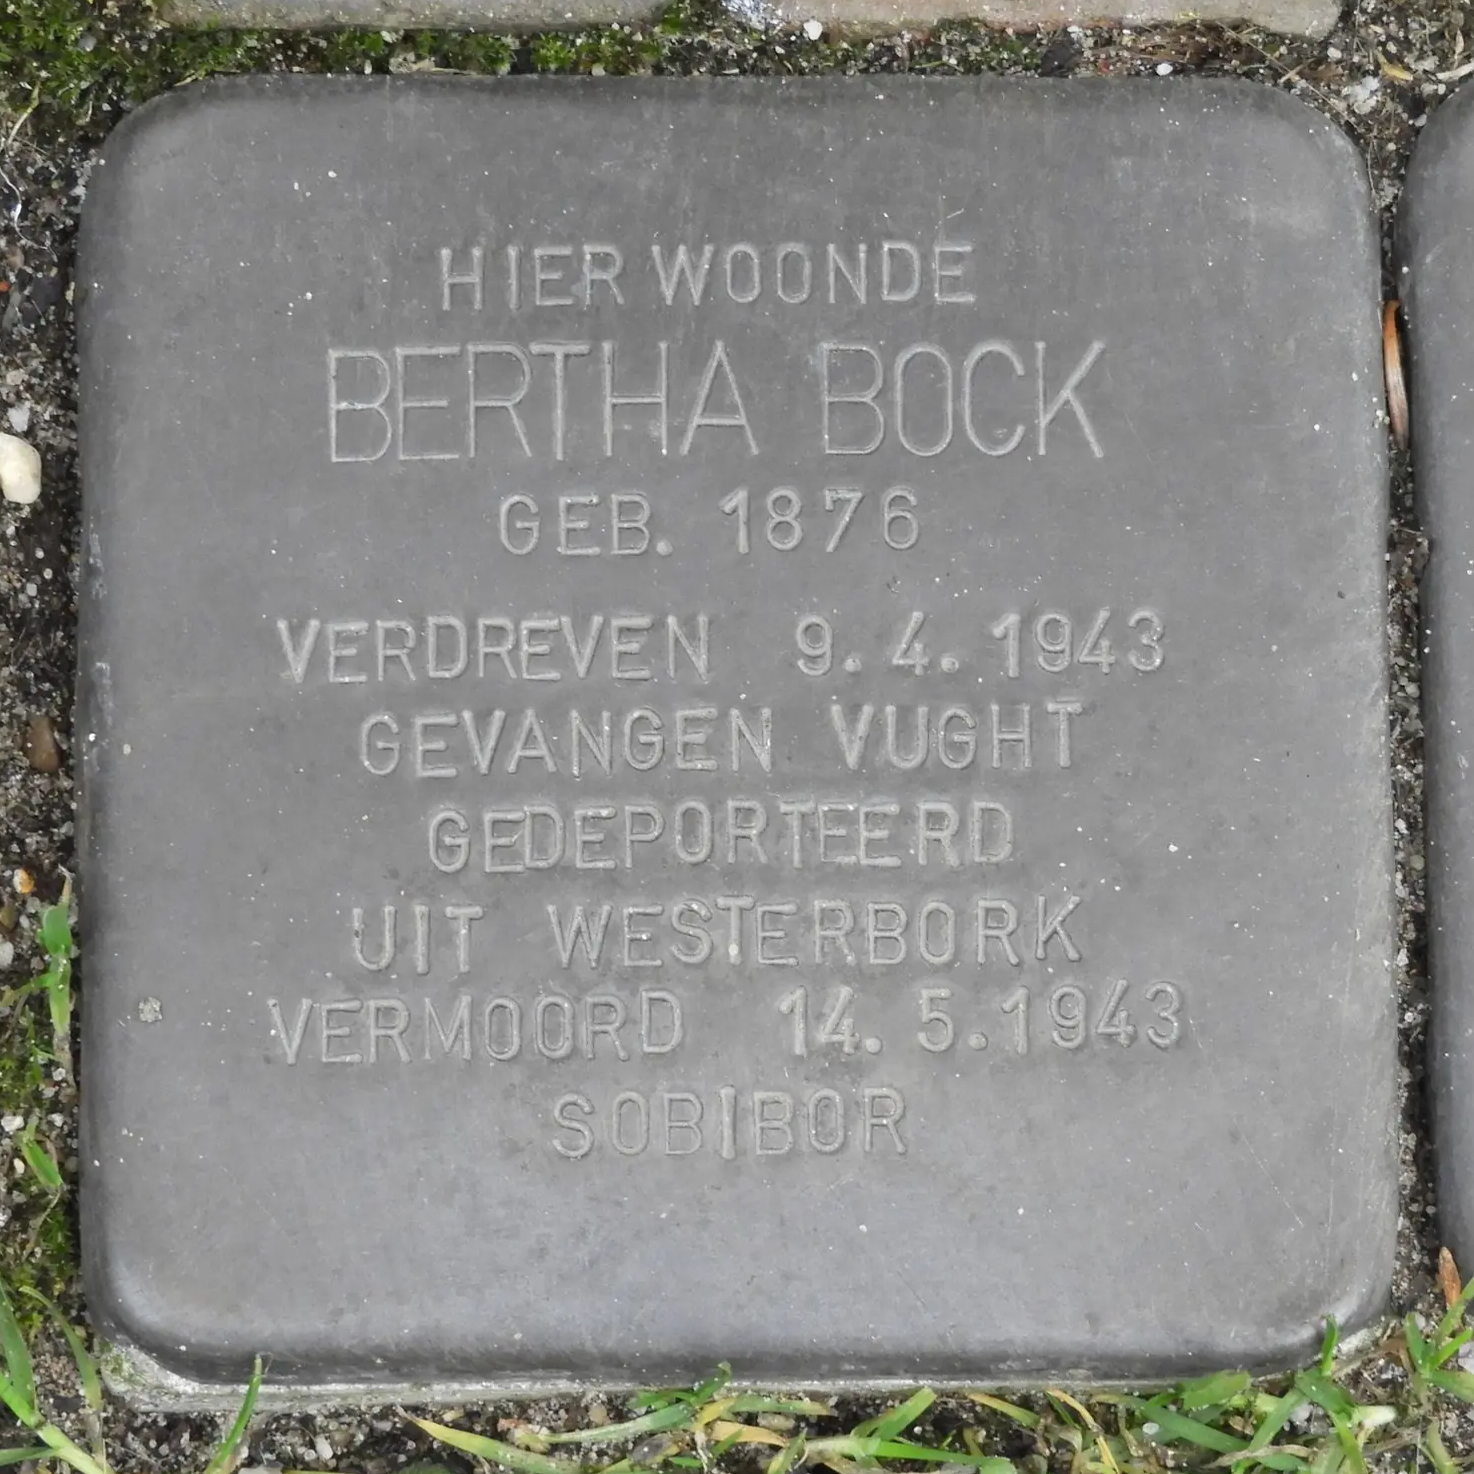 HIER WOONDE
BERTHA BOCK
GEB. 1876
VERDREVEN 9.4.1943
GEVANGEN VUGHT
GEDEPORTEERD
UIT WESTERBORK
VERMOORD 14.5.1943
SOBIBOR